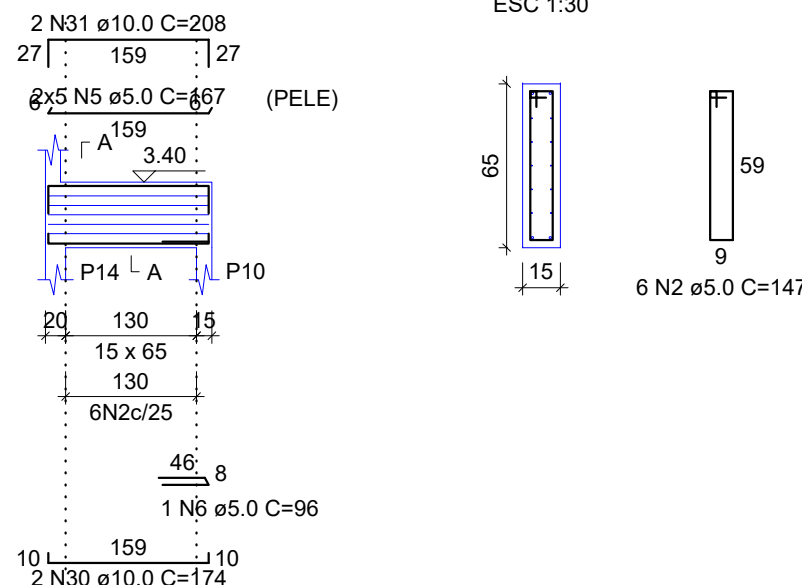 ESC 1:30
2 N31 ø10.0 C=208
27 159 27
2x5 N5 ø5.0 C=167 (PELE)
6 6
159
A
3.40
65
59
P14 A P10
15
9
6 N2 ø5.0 C=147
20 130 15
15 x 65
130
6N2c/25
46 8
1 N6 ø5.0 C=96
10 159 10
2 N30 ø10.0 C=174